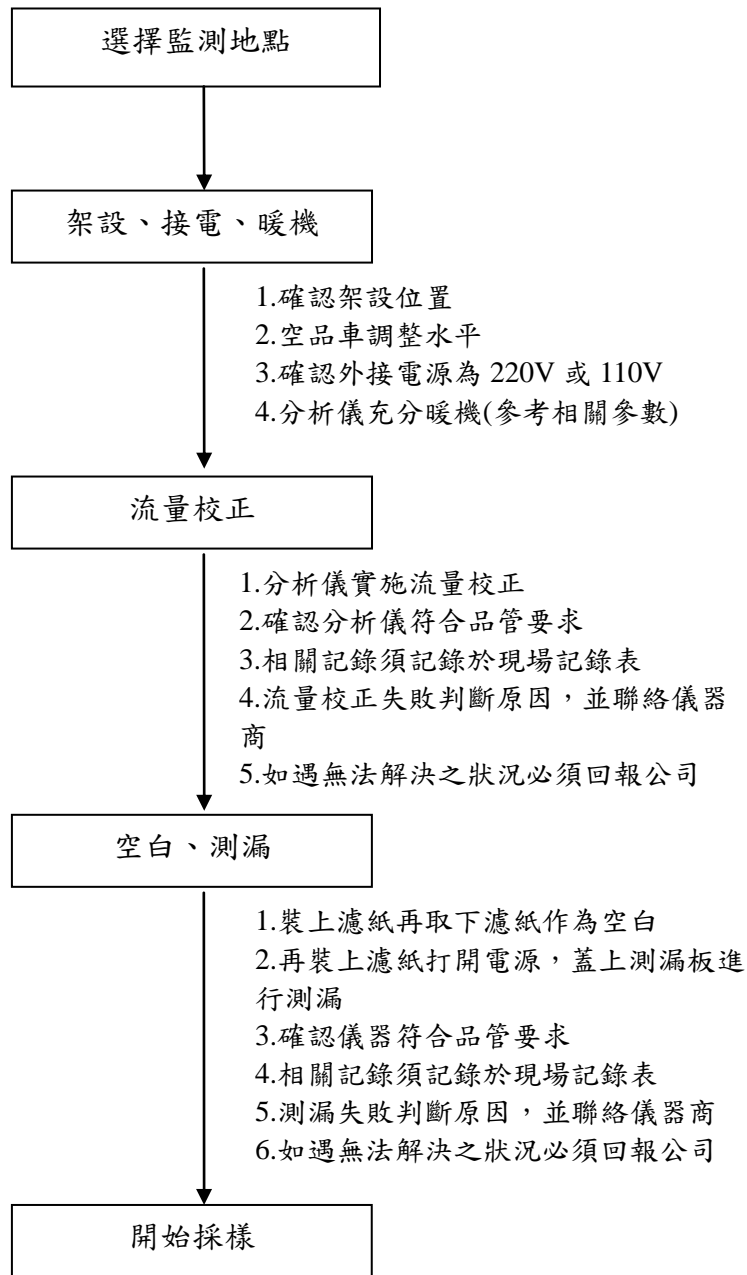 選擇監測地點
架設、接電、暖機
1.確認架設位置
2.空品車調整水平
3.確認外接電源為 220V 或 110V
4.分析儀充分暖機(參考相關參數)
流量校正
1.分析儀實施流量校正
2.確認分析儀符合品管要求
3.相關記錄須記錄於現場記錄表
4.流量校正失敗判斷原因，並聯絡儀器
商
5.如遇無法解決之狀況必須回報公司
空白、測漏
1.裝上濾紙再取下濾紙作為空白
2.再裝上濾紙打開電源，蓋上測漏板進
行測漏
3.確認儀器符合品管要求
4.相關記錄須記錄於現場記錄表
5.測漏失敗判斷原因，並聯絡儀器商
6.如遇無法解決之狀況必須回報公司
開始採樣